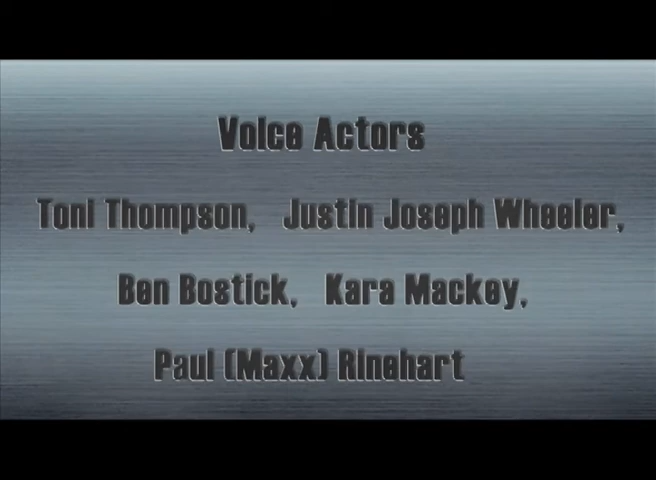 Voice Actors
Toni Thompson, Justin Joseph Wheeler,
Ben Bostick, Kara Mackey,
Paul (Maxx) Rinehart